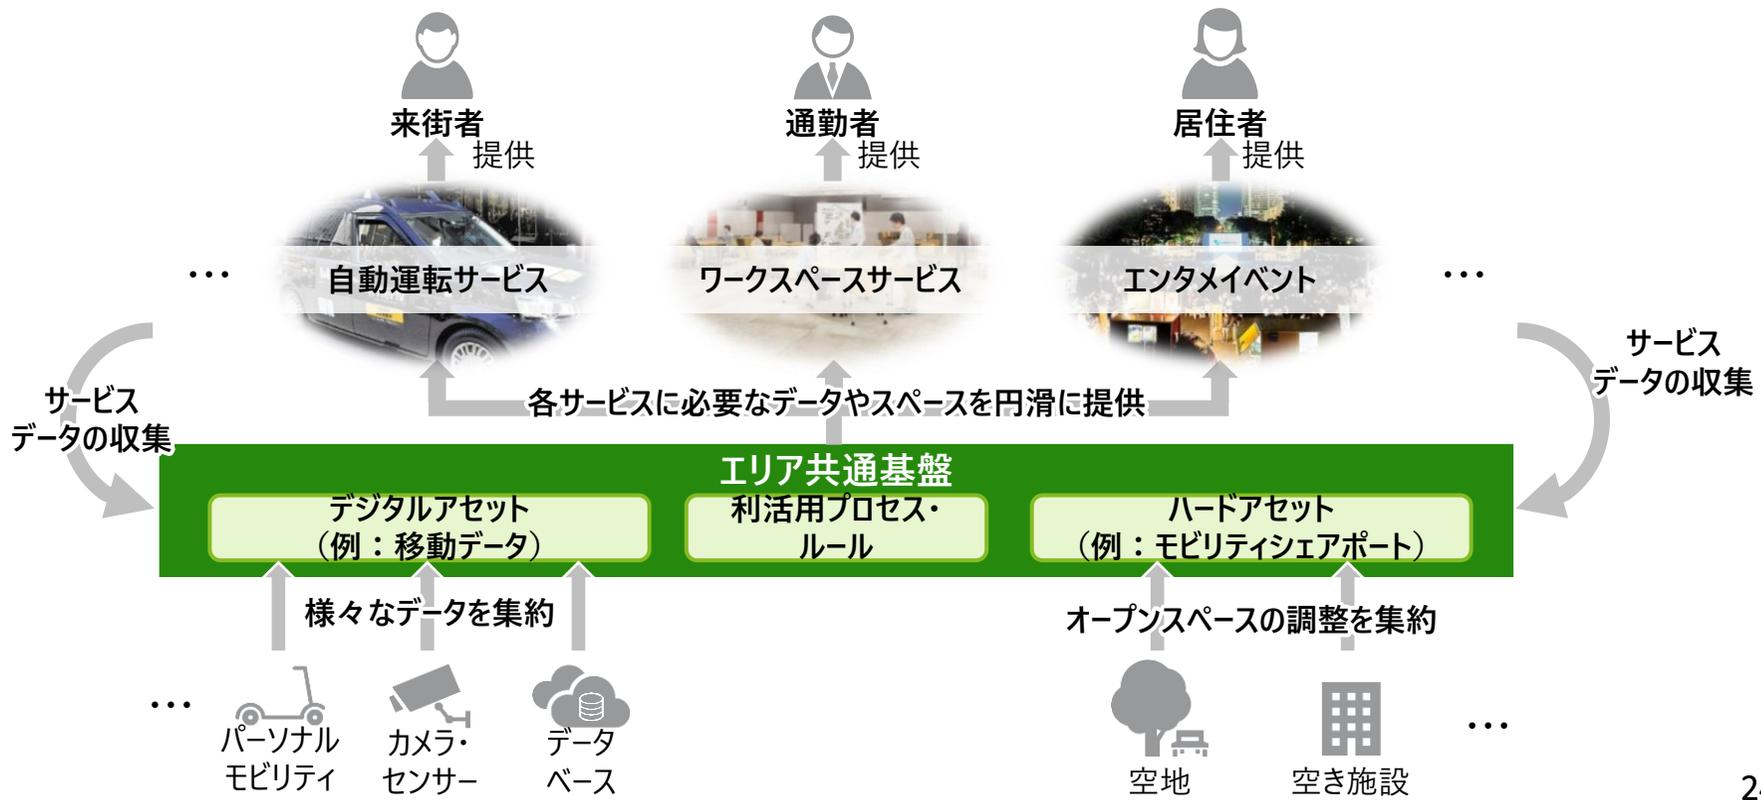 来街者
通勤者
居住者
提供
提供
提供
…
自動運転サービス
ワークスペースサービス
エンタメイベント
…
サービス
データの収集
各サービスに必要なデータやスペースを円滑に提供
サービス
データの収集
エリア共通基盤
デジタルアセット
（例：移動データ）
利活用プロセス・
ルール
ハードアセット
（例：モビリティシェアポート）
様々なデータを集約
オープンスペースの調整を集約
…
パーソナル
モビリティ
カメラ・
センサー
データ
ベース
空地
空き施設
…
2